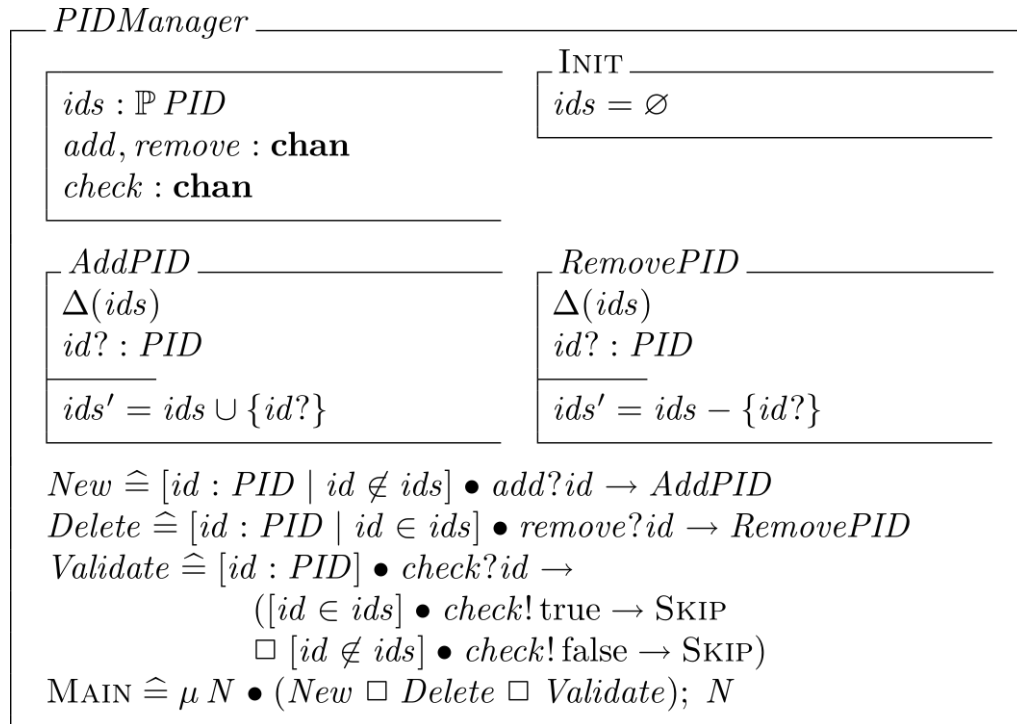 PIDManager
ids : ℙ PID
add, remove : chan
check : chan
INIT
ids = ∅
AddPID
Δ(ids)
id? : PID
ids′ = ids ∪ {id?}
RemovePID
Δ(ids)
id? : PID
ids′ = ids − {id?}
New ≙ [id : PID | id ∉ ids] • add?id → AddPID
Delete ≙ [id : PID | id ∈ ids] • remove?id → RemovePID
Validate ≙ [id : PID] • check?id →
([id ∈ ids] • check! true → SKIP
□ [id ∉ ids] • check! false → SKIP)
MAIN ≙ μ N • (New □ Delete □ Validate); N